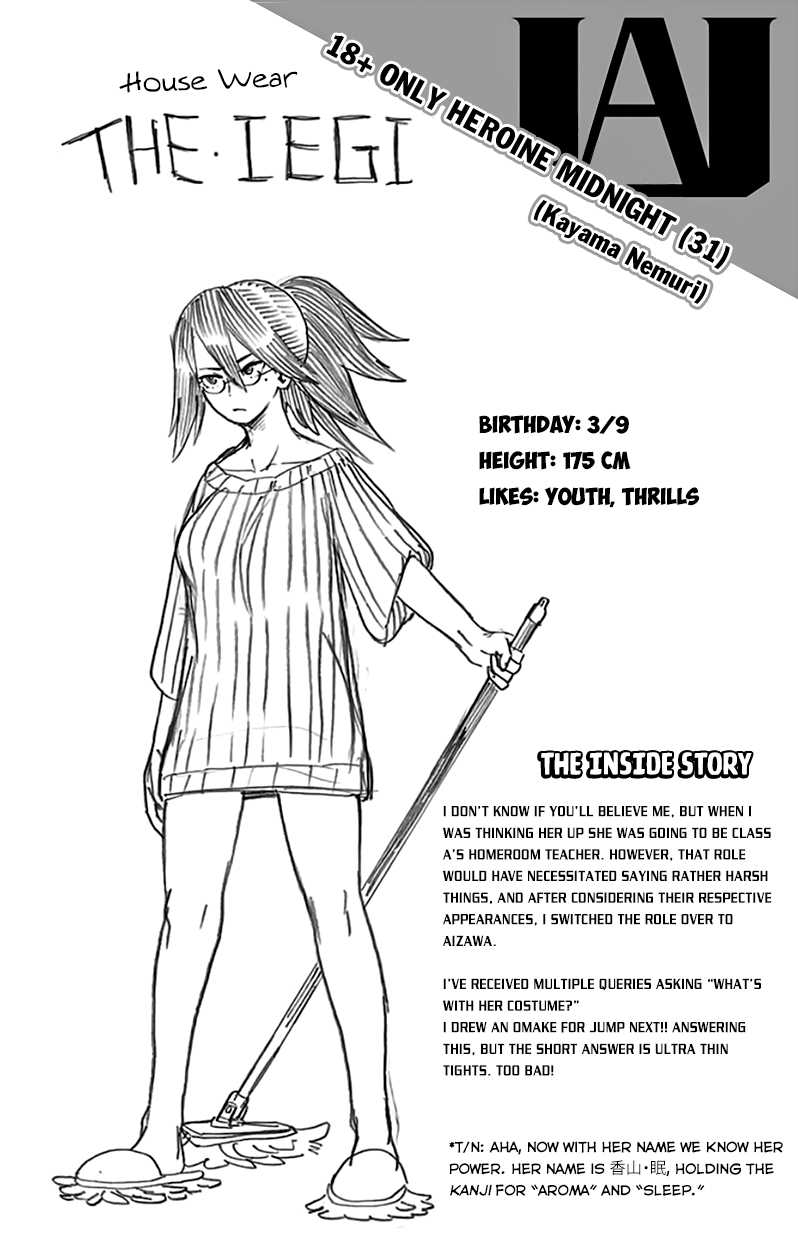 House Wear
THE・IEGI
UA
18+ ONLY HEROINE MIDNIGHT (31)
(Kayama Nemuri)
BIRTHDAY: 3/9
HEIGHT: 175 CM
LIKES: YOUTH, THRILLS
THE INSIDE STORY
I DON'T KNOW IF YOU'LL BELIEVE ME, BUT WHEN I
WAS THINKING HER UP SHE WAS GOING TO BE CLASS
A'S HOMEROOM TEACHER. HOWEVER, THAT ROLE
WOULD HAVE NECESSITATED SAYING RATHER HARSH
THINGS, AND AFTER CONSIDERING THEIR RESPECTIVE
APPEARANCES, I SWITCHED THE ROLE OVER TO
AIZAWA.
I'VE RECEIVED MULTIPLE QUERIES ASKING "WHAT'S
WITH HER COSTUME?"
I DREW AN OMAKE FOR JUMP NEXT!! ANSWERING
THIS, BUT THE SHORT ANSWER IS ULTRA THIN
TIGHTS. TOO BAD!
*T/N: AHA, NOW WITH HER NAME WE KNOW HER
POWER. HER NAME IS 香山・眠, HOLDING THE
KANJI FOR "AROMA" AND "SLEEP."